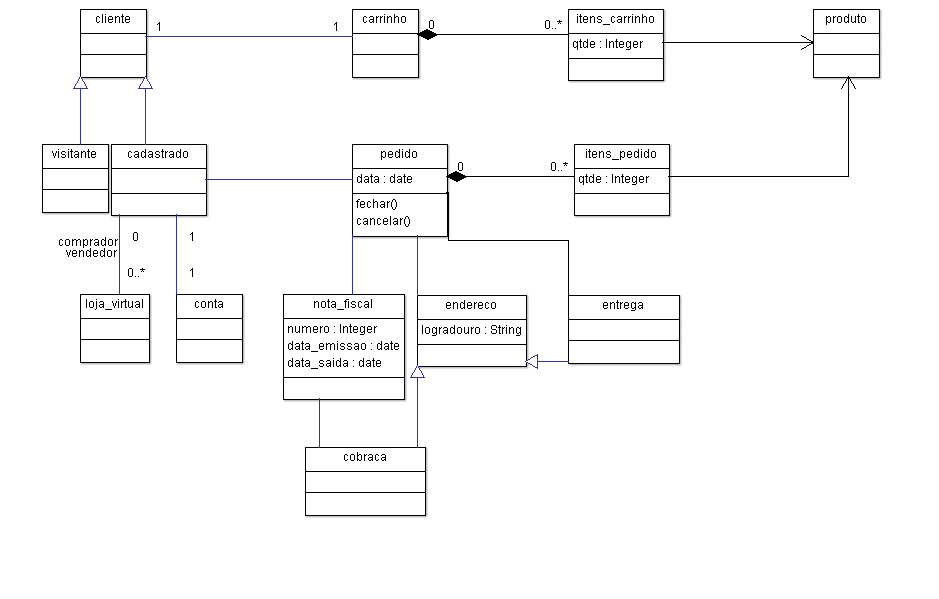 cliente
1
1
carrinho
0
0..*
itens_carrinho
qtde : Integer
produto
visitante
cadastrado
pedido
data : date
fechar()
cancelar()
0
0..*
itens_pedido
qtde : Integer
comprador
vendedor
0
0..*
1
1
loja_virtual
conta
nota_fiscal
numero : Integer
data_emissao : date
data_saida : date
endereco
logradouro : String
entrega
cobraca